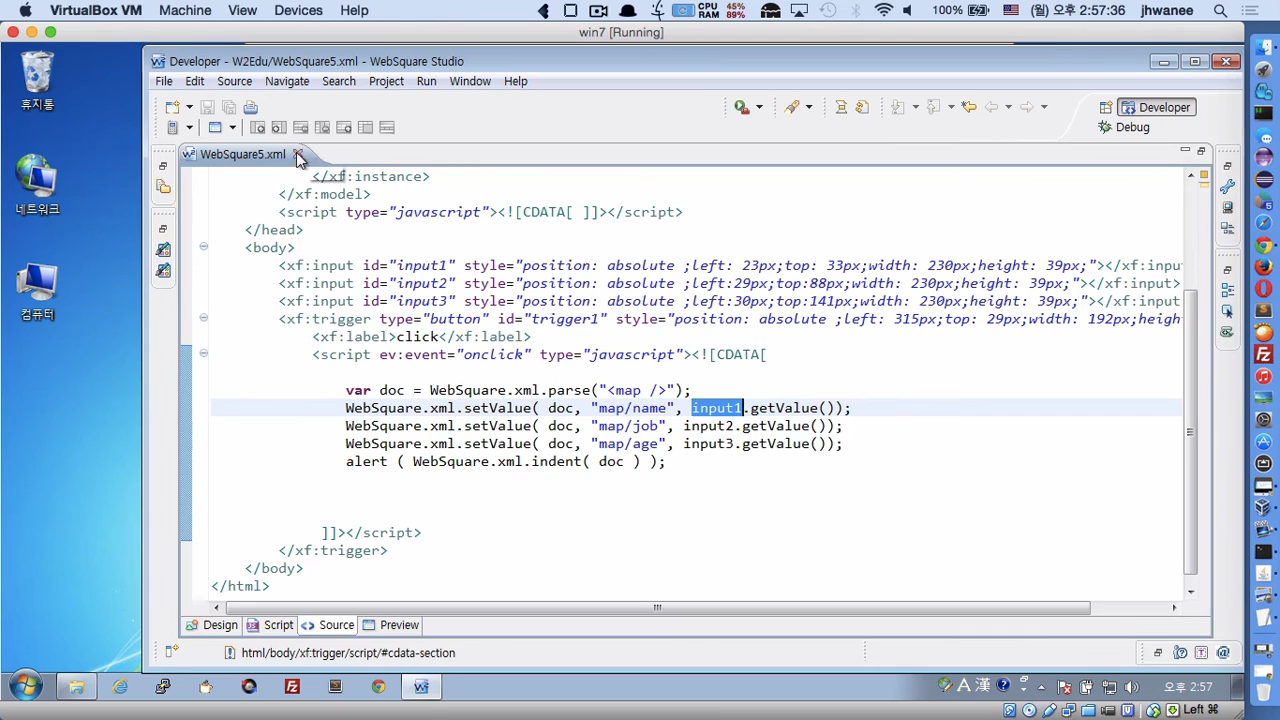 VirtualBox VM Machine View Devices Help CPU RAM 45% 89% 100% (월) 오후 2:57:36 jhwanee
win7 [Running]
휴지통
네트워크
컴퓨터
Developer - W2Edu/WebSquare5.xml - WebSquare Studio
File Edit Source Navigate Search Project Run Window Help
Developer
Debug
WebSquare5.xml
</xf:instance>
</xf:model>
<script type="javascript"><![CDATA[ ]]></script>
</head>
<body>
<xf:input id="input1" style="position: absolute ;left: 23px;top: 33px;width: 230px;height: 39px;"></xf:inpu
<xf:input id="input2" style="position: absolute ;left:29px;top:88px;width: 230px;height: 39px;"></xf:input>
<xf:input id="input3" style="position: absolute ;left:30px;top:141px;width: 230px;height: 39px;"></xf:input
<xf:trigger type="button" id="trigger1" style="position: absolute ;left: 315px;top: 29px;width: 192px;heigh
<xf:label>click</xf:label>
<script ev:event="onclick" type="javascript"><![CDATA[
var doc = WebSquare.xml.parse("<map />");
WebSquare.xml.setValue( doc, "map/name", input1.getValue());
WebSquare.xml.setValue( doc, "map/job", input2.getValue());
WebSquare.xml.setValue( doc, "map/age", input3.getValue());
alert ( WebSquare.xml.indent( doc ) );
]]></script>
</xf:trigger>
</body>
</html>
Design Script Source Preview
html/body/xf:trigger/script/#cdata-section
A 漢 오후 2:57
Left ⌘